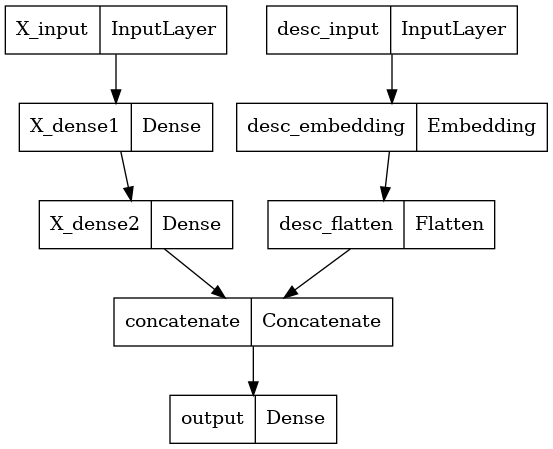 X_input InputLayer
desc_input InputLayer
X_dense1 Dense
desc_embedding Embedding
X_dense2 Dense
desc_flatten Flatten
concatenate Concatenate
output Dense